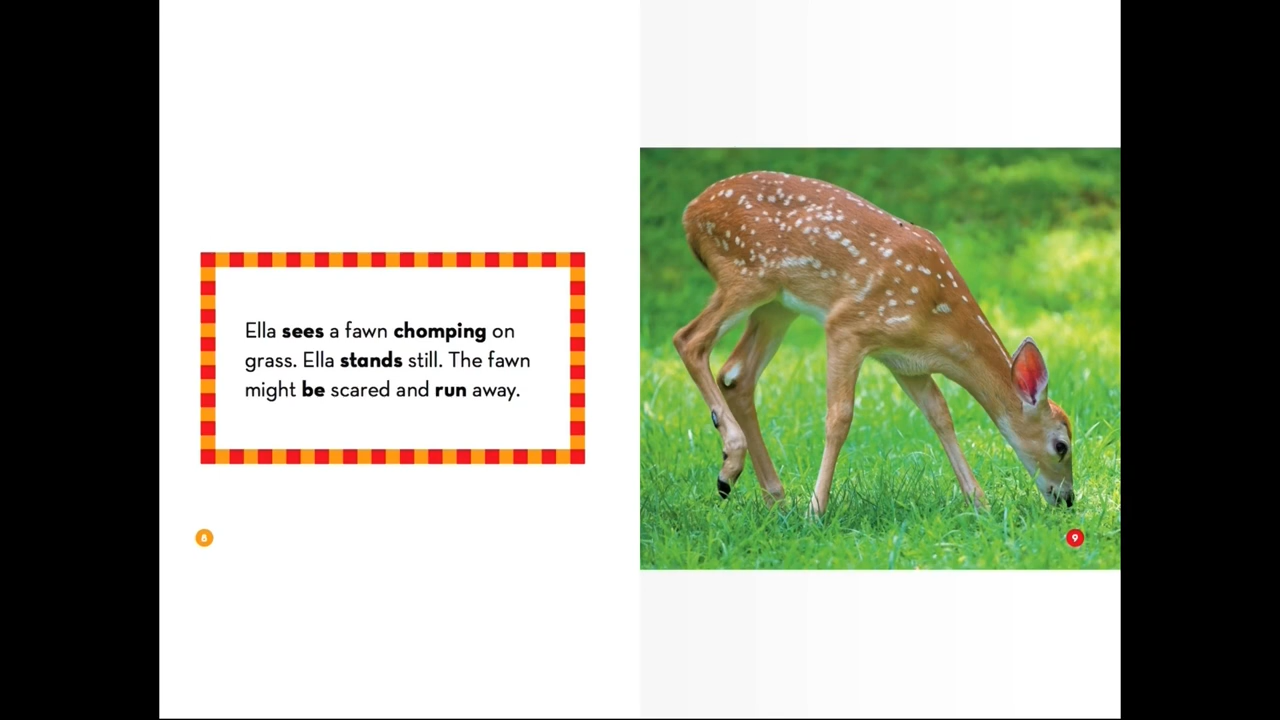 Ella sees a fawn chomping on
grass. Ella stands still. The fawn
might be scared and run away.
8
9